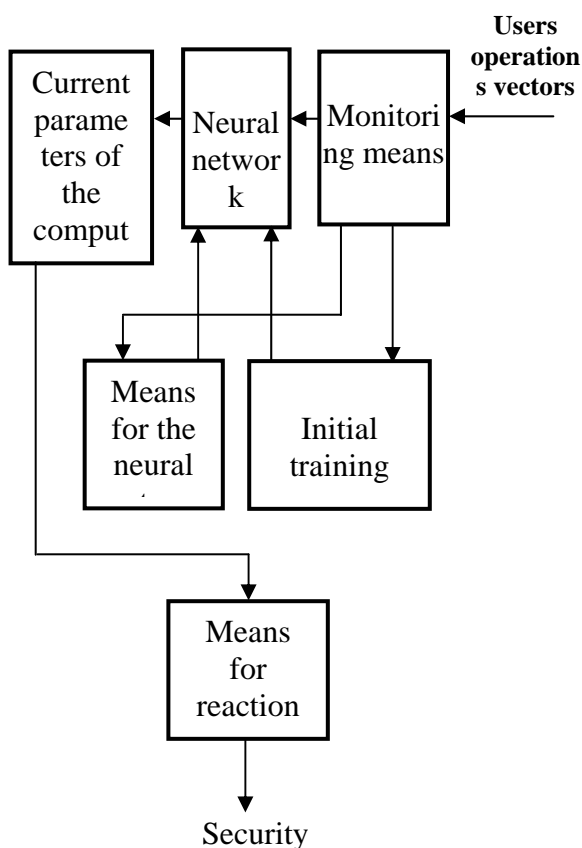 Users
operation
s vectors
Current
parame
ters of
the
comput
Neural
networ
k
Monitori
ng means
Means
for the
neural
Initial
training
Means
for
reaction
Security